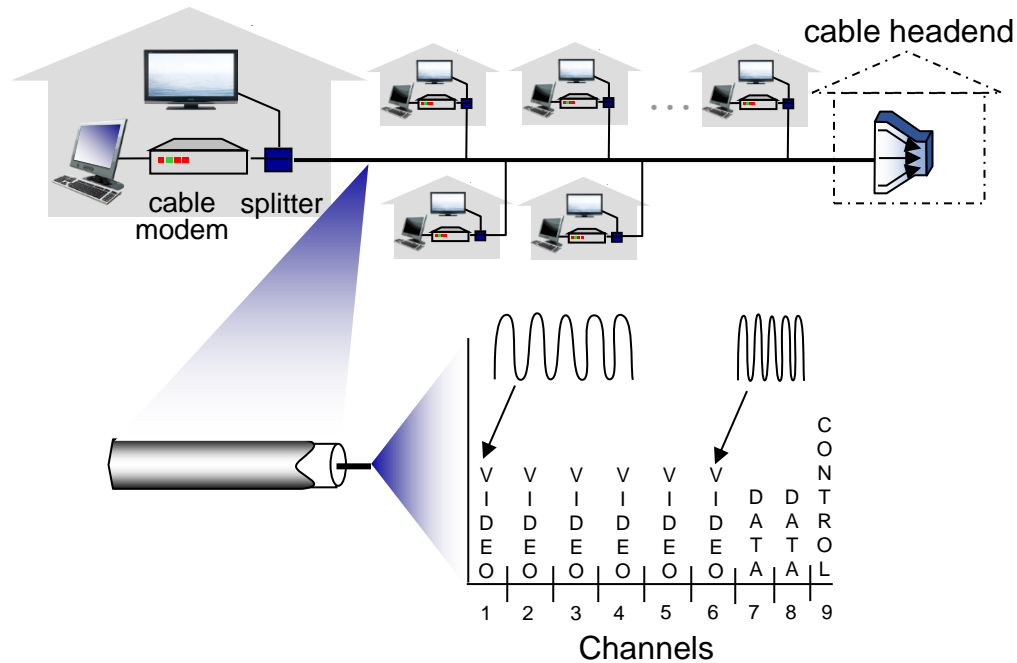 cable headend
cable
modem
splitter
VIDEO
VIDEO
VIDEO
VIDEO
VIDEO
VIDEO
DATA
DATA
CONTROL
1 2 3 4 5 6 7 8 9
Channels